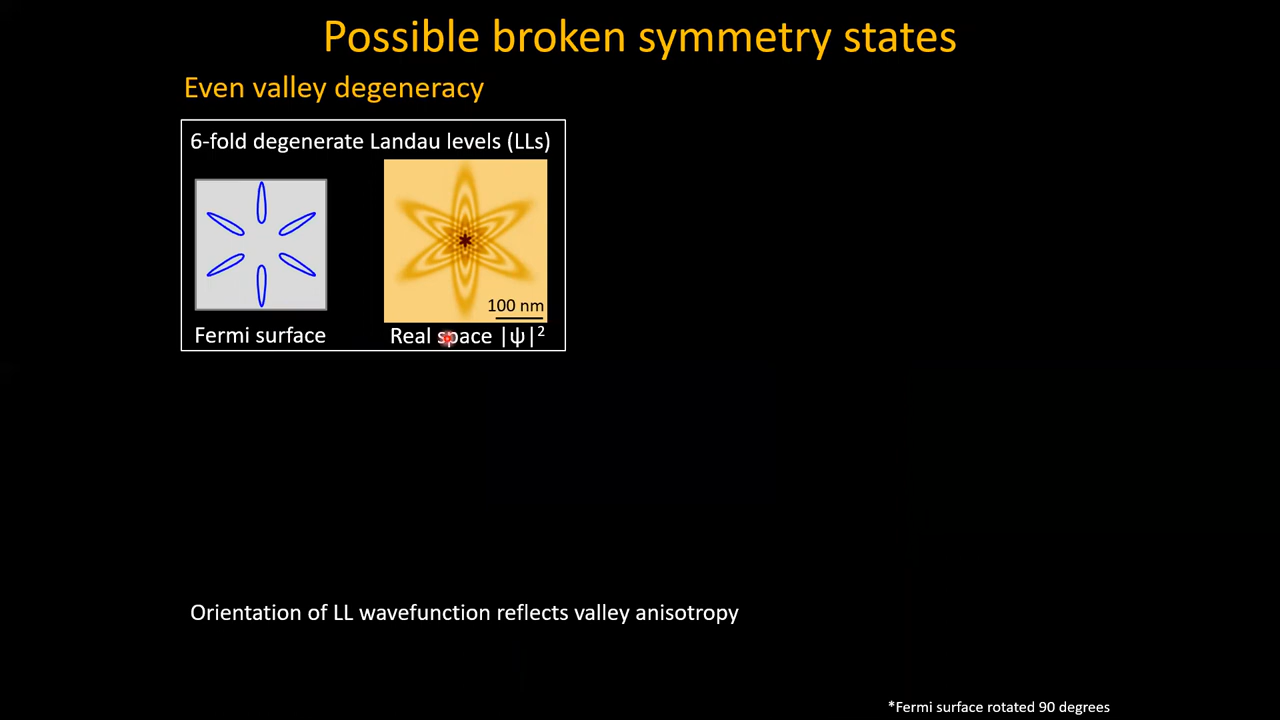 Possible broken symmetry states
Even valley degeneracy
6-fold degenerate Landau levels (LLs)
100 nm
Fermi surface
Real space |ψ|²
Orientation of LL wavefunction reflects valley anisotropy
*Fermi surface rotated 90 degrees